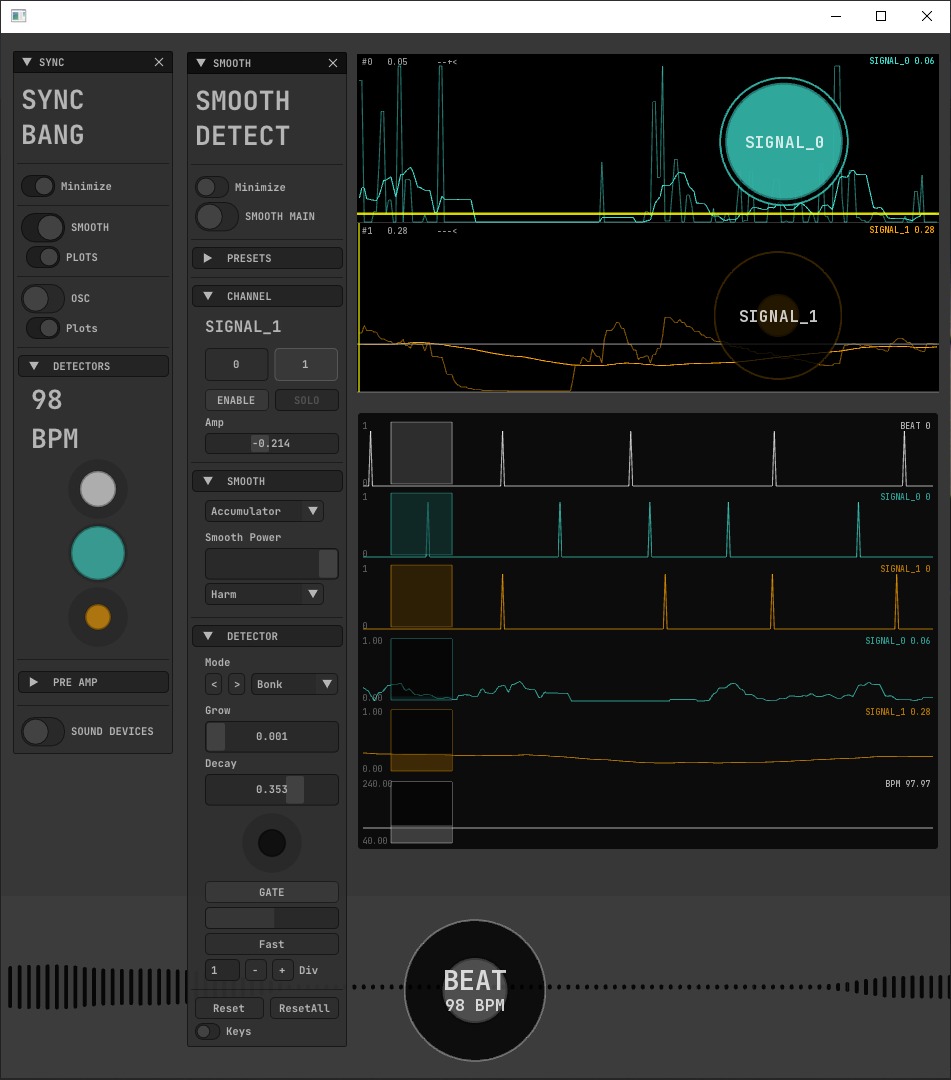 SYNC
SYNC
BANG
Minimize
SMOOTH
PLOTS
OSC
Plots
DETECTORS
98
BPM
PRE AMP
SOUND DEVICES
SMOOTH
SMOOTH
DETECT
Minimize
SMOOTH MAIN
PRESETS
CHANNEL
SIGNAL_1
0 1
ENABLE SOLO
Amp
-0.214
SMOOTH
Accumulator
Smooth Power
Harm
DETECTOR
Mode
< > Bonk
Grow
0.001
Decay
0.353
GATE
Fast
1 - + Div
Reset ResetAll
Keys
#0 0.05 --+< SIGNAL_0 0.06
SIGNAL_0
#1 0.28 ---< SIGNAL_1 0.28
SIGNAL_1
1 BEAT 0
0
1 SIGNAL_0 0
0
1 SIGNAL_1 0
0
1.00 SIGNAL_0 0.06
0.00
1.00 SIGNAL_1 0.28
0.00
240.00 BPM 97.97
40.00
BEAT
98 BPM